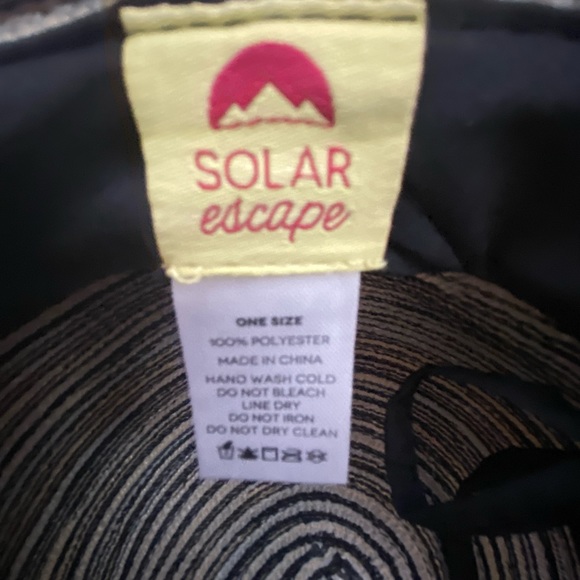 SOLAR
escape
ONE SIZE
100% POLYESTER
MADE IN CHINA
HAND WASH COLD
DO NOT BLEACH
LINE DRY
DO NOT IRON
DO NOT DRY CLEAN